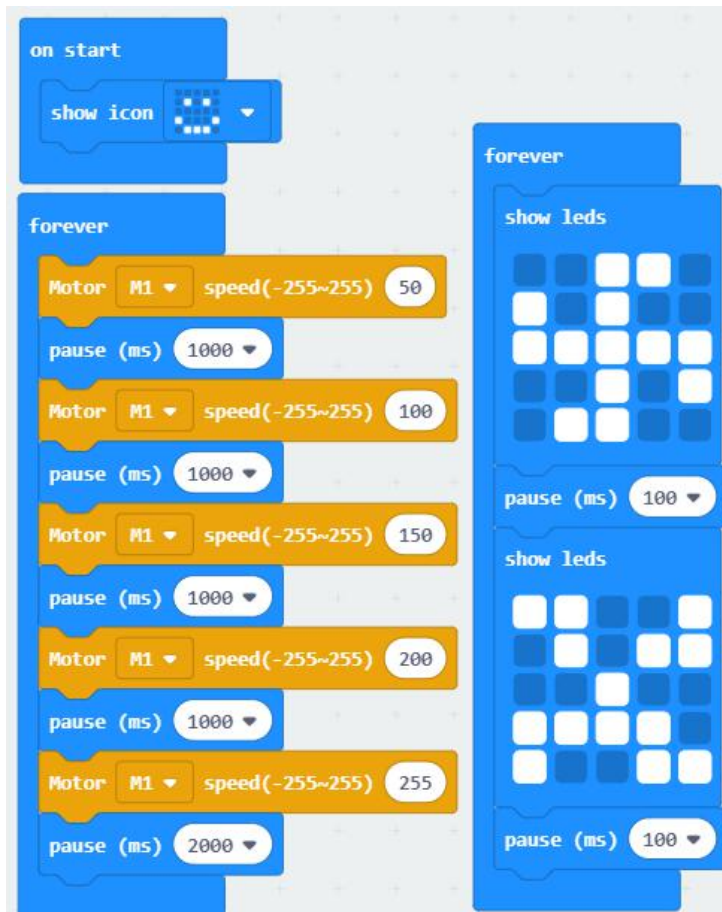 on start
show icon
forever
Motor M1 speed(-255~255) 50
pause (ms) 1000
Motor M1 speed(-255~255) 100
pause (ms) 1000
Motor M1 speed(-255~255) 150
pause (ms) 1000
Motor M1 speed(-255~255) 200
pause (ms) 1000
Motor M1 speed(-255~255) 255
pause (ms) 2000
forever
show leds
pause (ms) 100
show leds
pause (ms) 100